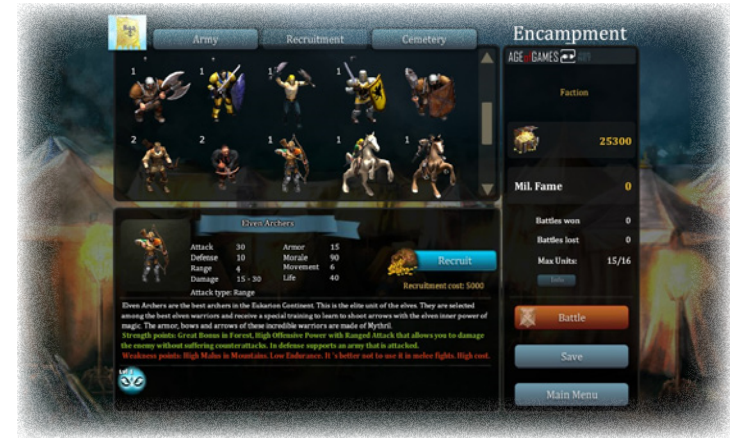 Encampment
Army
Recruitment
Cemetery
AGE of GAMES
Faction
1
1
1
1
1
2
2
1
1
1
25300
Mil. Fame 0
Battles won 0
Battles lost 0
Max Units: 15/16
Info
Elven Archers
Attack 30 Armor 15
Defense 10 Morale 90
Range 4 Movement 6
Damage 15 - 30 Life 40
Attack type: Range
Recruit
Recruitment cost: 5000
Elven Archers are the best archers in the Eukarion Continent. This is the elite unit of the elves. They are selected
among the best elven warriors and receive a special training to learn to shoot arrows with the elven inner power of
magic. The armor, bows and arrows of these incredible warriors are made of Mythril.
Strength points: Great Bonus in Forest, High Offensive Power with Ranged Attack that allows you to damage
the enemy without suffering counterattacks. In defense supports an army that is attacked.
Weakness points: High Malus in Mountains. Low Endurance. It 's better not to use it in melee fights. High cost.
Battle
Save
Main Menu